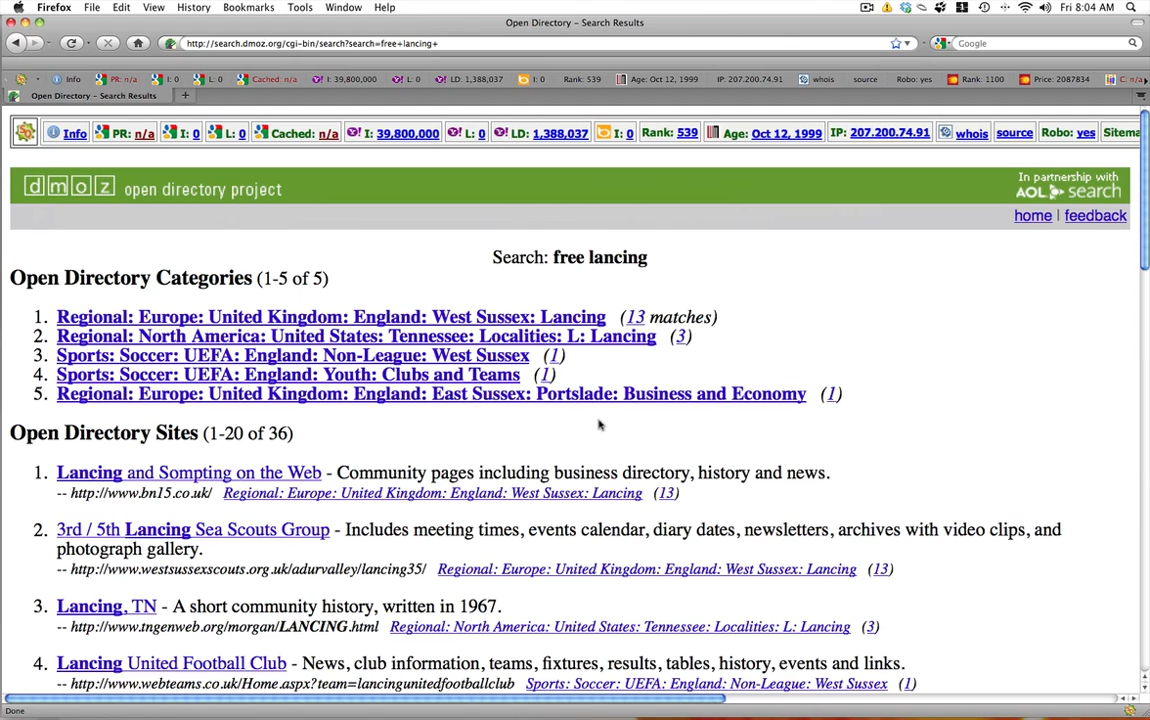 Firefox File Edit View History Bookmarks Tools Window Help Fri 8:04 AM
Open Directory - Search Results
http://search.dmoz.org/cgi-bin/search?search=free+lancing+ Google
Info PR: n/a I: 0 L: 0 Cached: n/a I: 39,800,000 L: 0 LD: 1,388,037 I: 0 Rank: 539 Age: Oct 12, 1999 IP: 207.200.74.91 whois source Robo: yes Rank: 1100 Price: 2087834 C: n/a
Open Directory - Search Results
Info PR: n/a I: 0 L: 0 Cached: n/a I: 39,800,000 L: 0 LD: 1,388,037 I: 0 Rank: 539 Age: Oct 12, 1999 IP: 207.200.74.91 whois source Robo: yes Sitema
dmoz open directory project In partnership with
AOL search
home | feedback
Search: free lancing
Open Directory Categories (1-5 of 5)
1. Regional: Europe: United Kingdom: England: West Sussex: Lancing (13 matches)
2. Regional: North America: United States: Tennessee: Localities: L: Lancing (3)
3. Sports: Soccer: UEFA: England: Non-League: West Sussex (1)
4. Sports: Soccer: UEFA: England: Youth: Clubs and Teams (1)
5. Regional: Europe: United Kingdom: England: East Sussex: Portslade: Business and Economy (1)
Open Directory Sites (1-20 of 36)
1. Lancing and Sompting on the Web - Community pages including business directory, history and news.
-- http://www.bn15.co.uk/ Regional: Europe: United Kingdom: England: West Sussex: Lancing (13)
2. 3rd / 5th Lancing Sea Scouts Group - Includes meeting times, events calendar, diary dates, newsletters, archives with video clips, and
photograph gallery.
-- http://www.westsussexscouts.org.uk/adurvalley/lancing35/ Regional: Europe: United Kingdom: England: West Sussex: Lancing (13)
3. Lancing, TN - A short community history, written in 1967.
-- http://www.tngenweb.org/morgan/LANCING.html Regional: North America: United States: Tennessee: Localities: L: Lancing (3)
4. Lancing United Football Club - News, club information, teams, fixtures, results, tables, history, events and links.
-- http://www.webteams.co.uk/Home.aspx?team=lancingunitedfootballclub Sports: Soccer: UEFA: England: Non-League: West Sussex (1)
Done